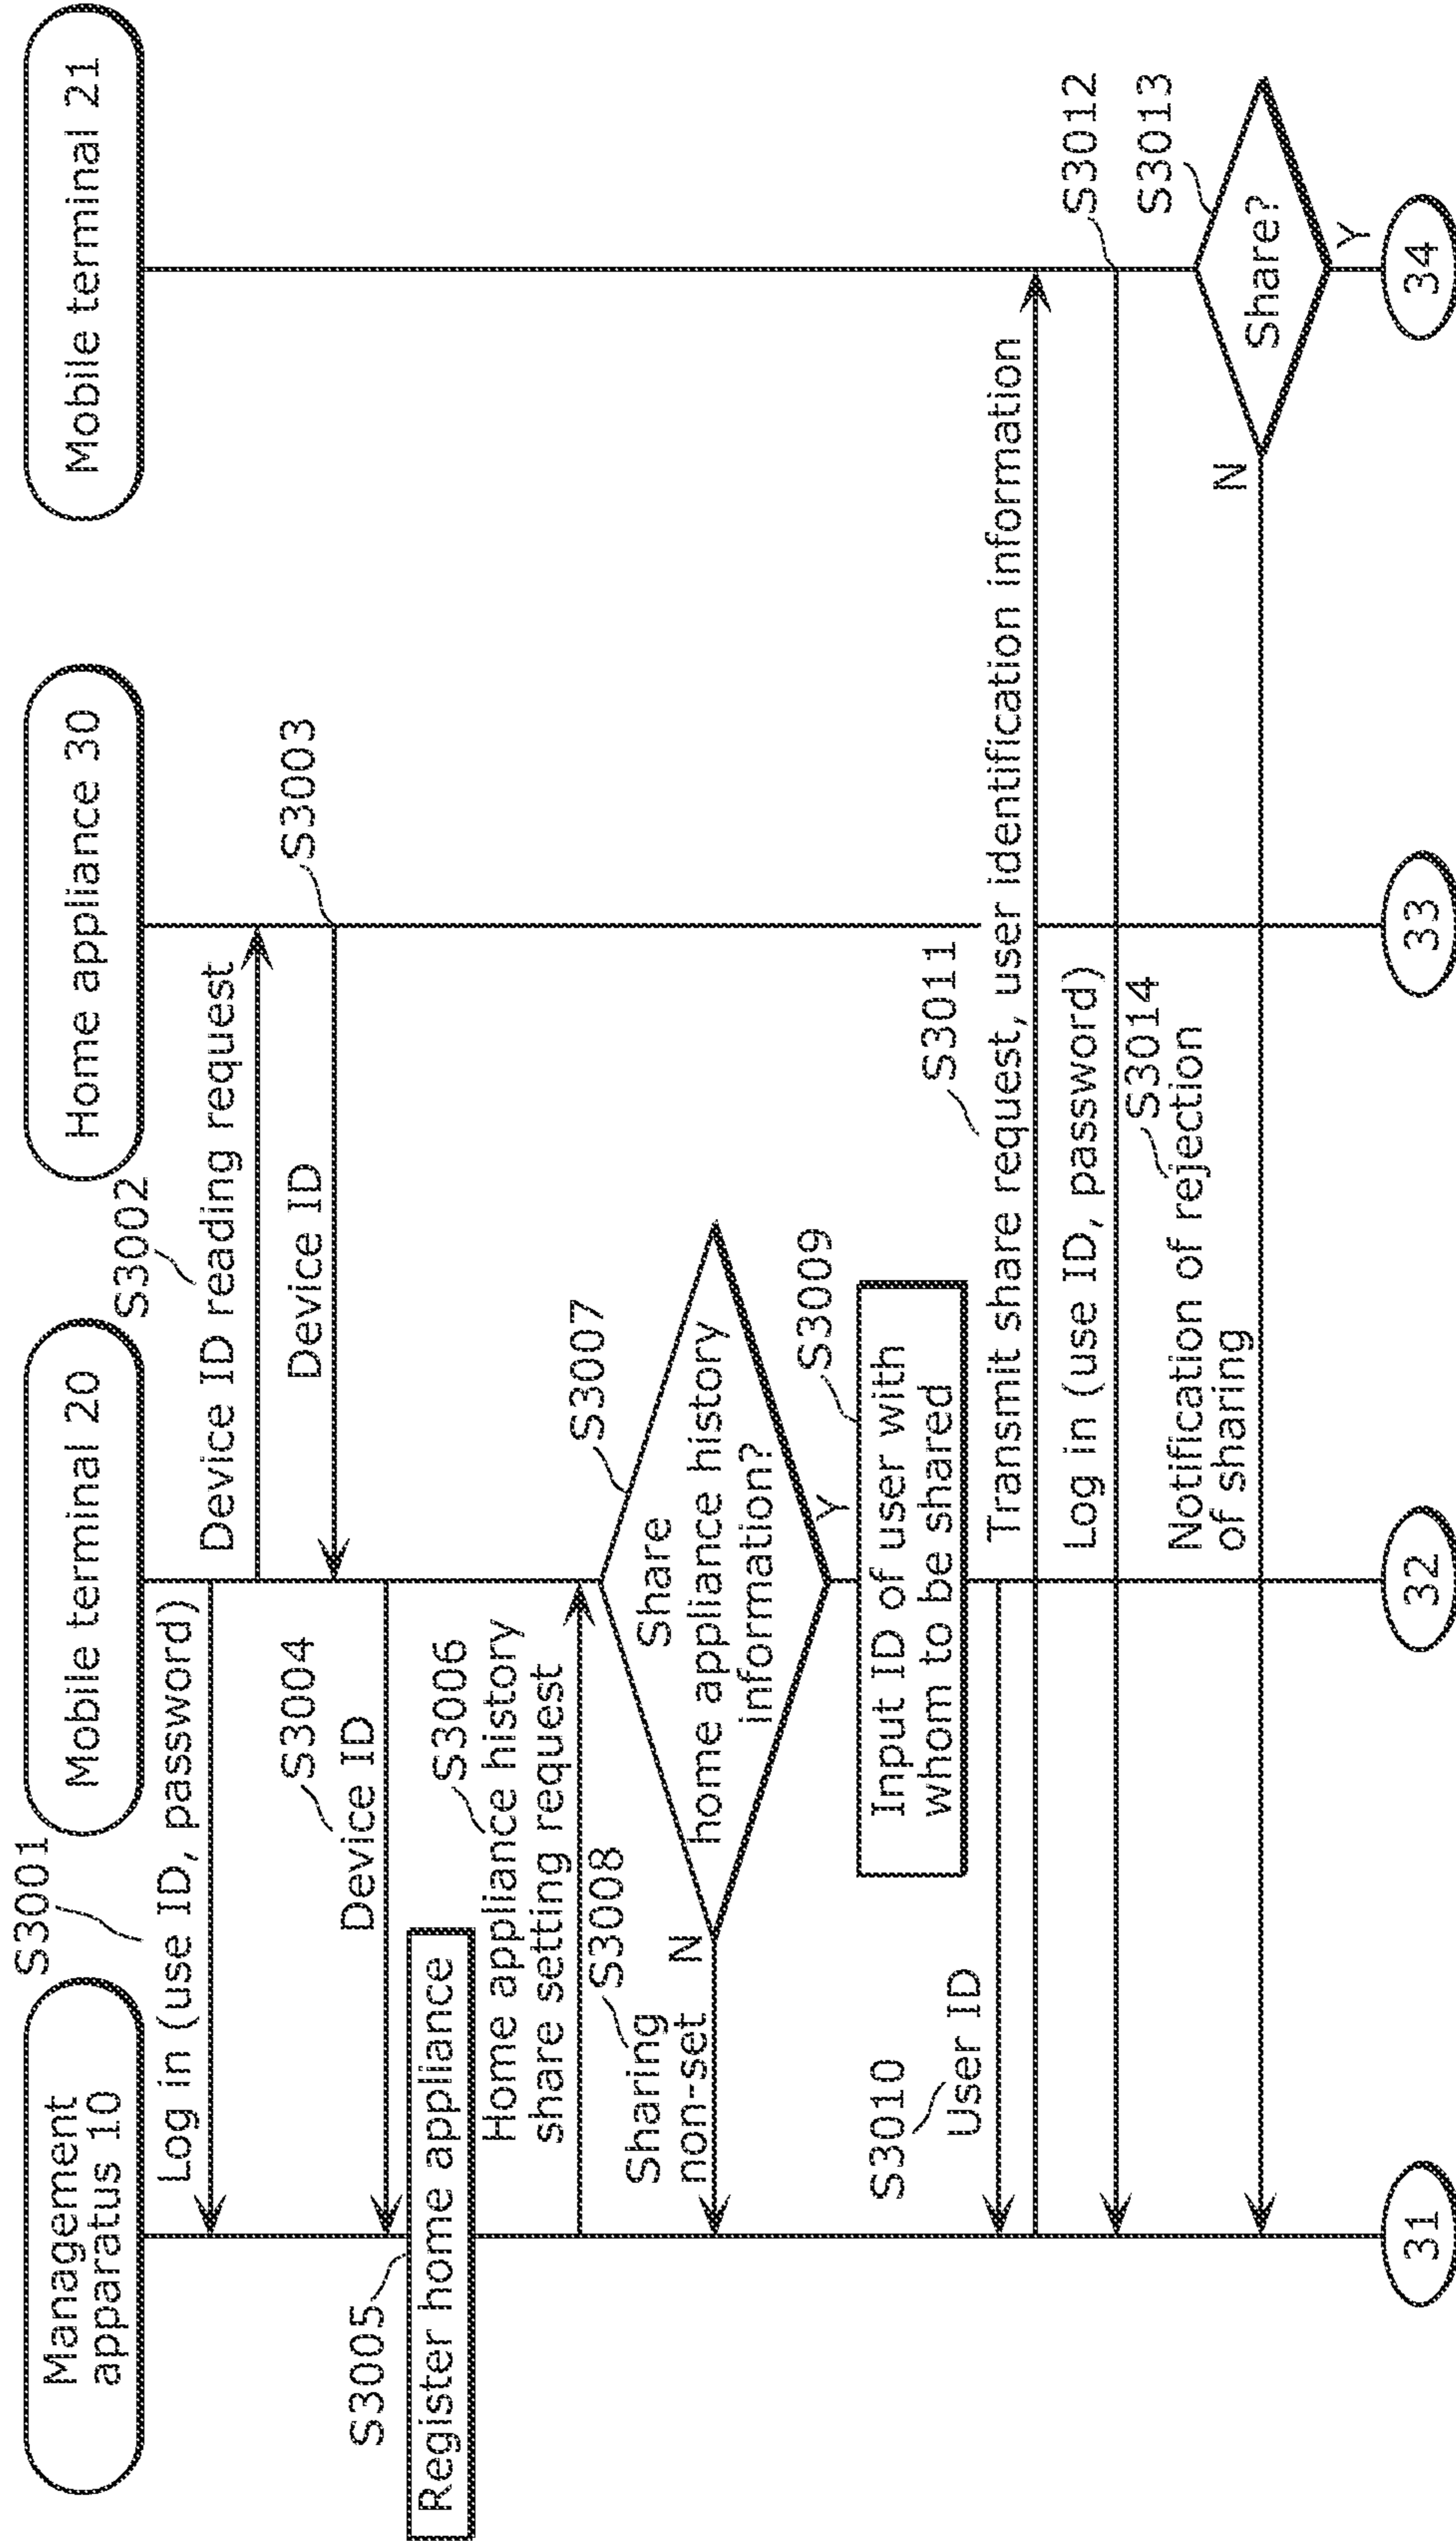 Management
apparatus 10
Mobile terminal 20
Home appliance 30
Mobile terminal 21
S3001
Log in (use ID, password)
S3002
Device ID reading request
S3003
Device ID
S3004
Device ID
S3005
Register home appliance
S3006
Home appliance history
share setting request
S3007
Share
home appliance history
information?
S3008
Sharing
non-set
N
Y
S3009
Input ID of user with
whom to be shared
S3010
User ID
S3011
Transmit share request, user identification information
S3012
Log in (use ID, password)
S3013
Share?
N
Y
S3014
Notification of rejection
of sharing
31
32
33
34